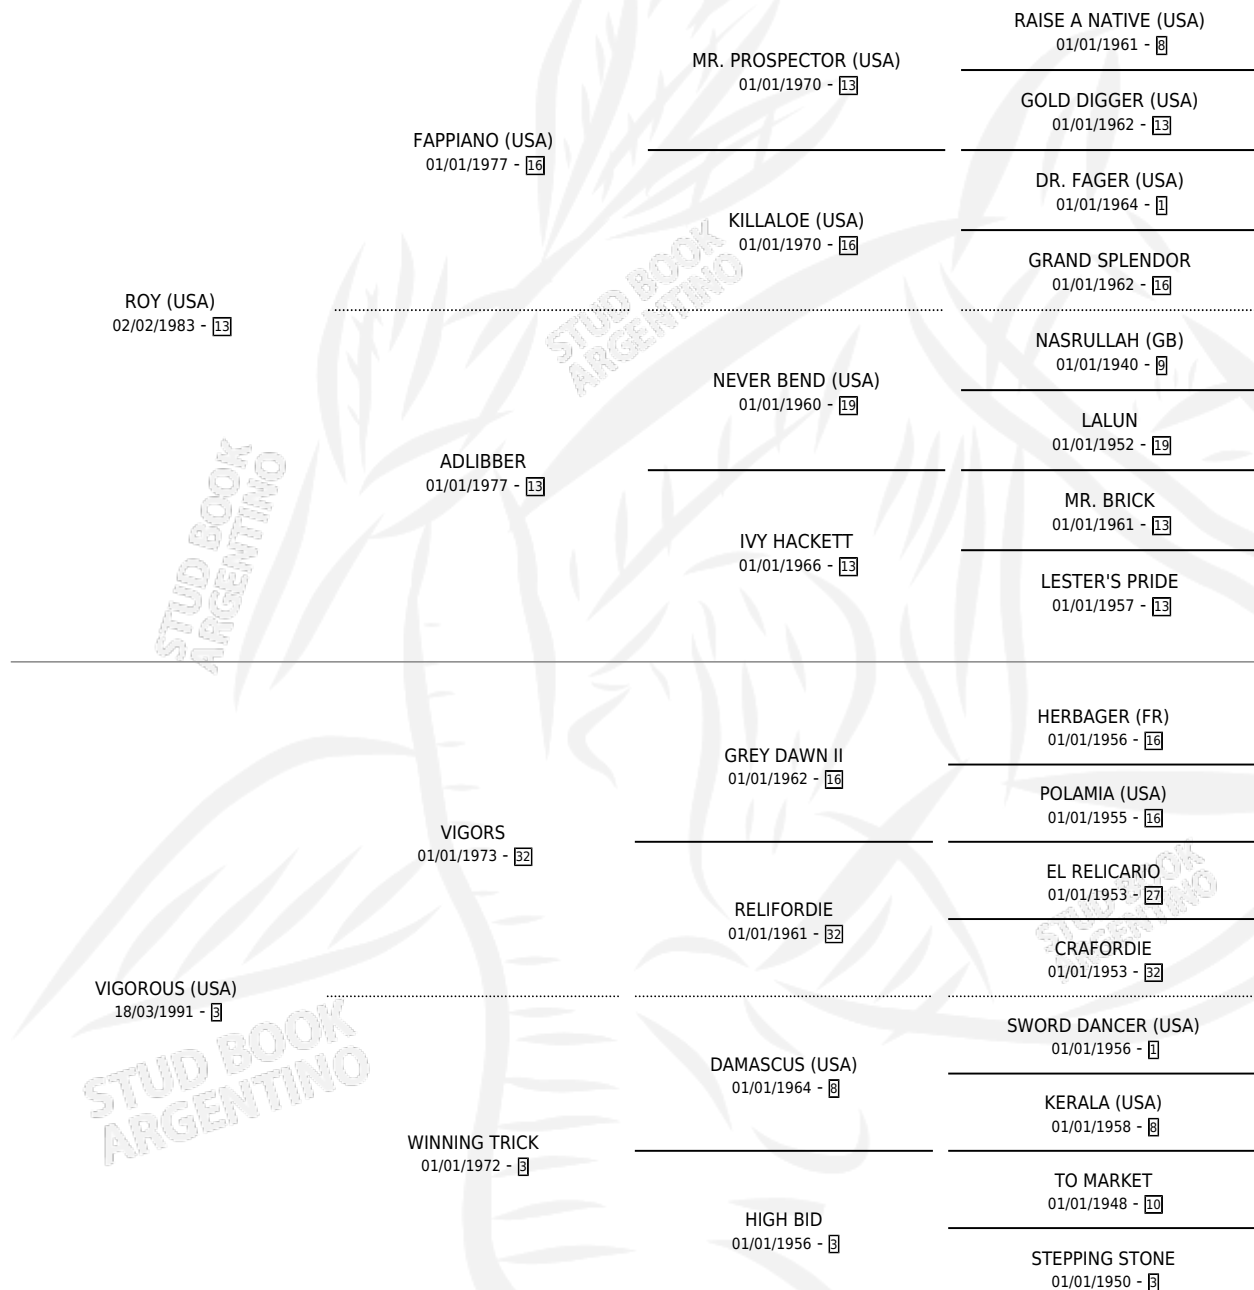 RAISE A NATIVE (USA)
01/01/1961 - 8
MR. PROSPECTOR (USA)
01/01/1970 - 13
GOLD DIGGER (USA)
01/01/1962 - 13
FAPPIANO (USA)
01/01/1977 - 16
DR. FAGER (USA)
01/01/1964 - 1
KILLALOE (USA)
01/01/1970 - 16
GRAND SPLENDOR
01/01/1962 - 16
ROY (USA)
02/02/1983 - 13
NASRULLAH (GB)
01/01/1940 - 9
NEVER BEND (USA)
01/01/1960 - 19
LALUN
01/01/1952 - 19
ADLIBBER
01/01/1977 - 13
MR. BRICK
01/01/1961 - 13
IVY HACKETT
01/01/1966 - 13
LESTER'S PRIDE
01/01/1957 - 13
HERBAGER (FR)
01/01/1956 - 16
GREY DAWN II
01/01/1962 - 16
POLAMIA (USA)
01/01/1955 - 16
VIGORS
01/01/1973 - 32
EL RELICARIO
01/01/1953 - 27
RELIFORDIE
01/01/1961 - 32
CRAFORDIE
01/01/1953 - 32
VIGOROUS (USA)
18/03/1991 - 3
SWORD DANCER (USA)
01/01/1956 - 1
DAMASCUS (USA)
01/01/1964 - 8
KERALA (USA)
01/01/1958 - 8
WINNING TRICK
01/01/1972 - 3
TO MARKET
01/01/1948 - 10
HIGH BID
01/01/1956 - 3
STEPPING STONE
01/01/1950 - 3
STUD BOOK
ARGENTINO
STUD BOOK
ARGENTINO
STUD BOOK
ARGENTINO
STUD BOOK
ARGENTINO